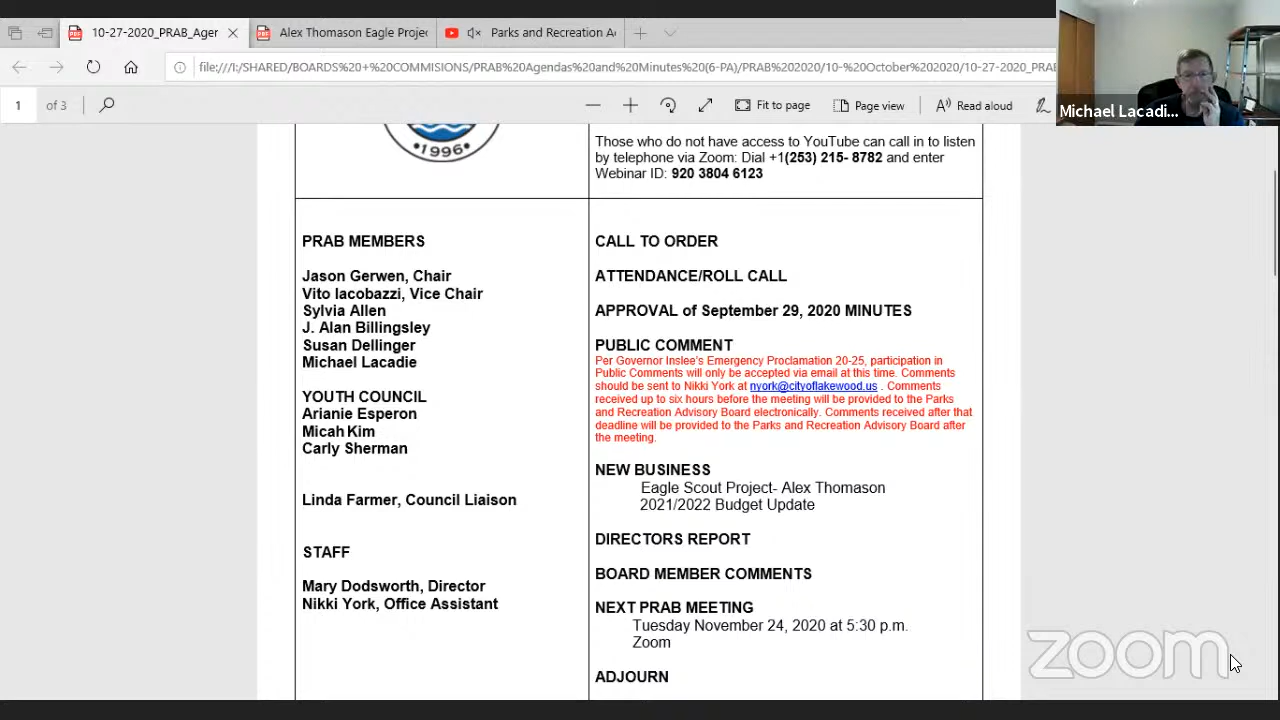 10-27-2020_PRAB_Ager
Alex Thomason Eagle Projec
Parks and Recreation A
file:///I:/SHARED/BOARDS%20+%20COMMISIONS/PRAB%20Agendas%20and%20Minutes%20(6-PA)/PRAB%202020/10-%20October%202020/10-27-2020_PRAB
1 of 3
Fit to page
Page view
Read aloud
Michael Lacadi...
•1996•
Those who do not have access to YouTube can call in to listen
by telephone via Zoom: Dial +1(253) 215- 8782 and enter
Webinar ID: 920 3804 6123
PRAB MEMBERS
Jason Gerwen, Chair
Vito Iacobazzi, Vice Chair
Sylvia Allen
J. Alan Billingsley
Susan Dellinger
Michael Lacadie
YOUTH COUNCIL
Arianie Esperon
Micah Kim
Carly Sherman
Linda Farmer, Council Liaison
STAFF
Mary Dodsworth, Director
Nikki York, Office Assistant
CALL TO ORDER
ATTENDANCE/ROLL CALL
APPROVAL of September 29, 2020 MINUTES
PUBLIC COMMENT
Per Governor Inslee's Emergency Proclamation 20-25, participation in
Public Comments will only be accepted via email at this time. Comments
should be sent to Nikki York at nyork@cityoflakewood.us . Comments
received up to six hours before the meeting will be provided to the Parks
and Recreation Advisory Board electronically. Comments received after that
deadline will be provided to the Parks and Recreation Advisory Board after
the meeting.
NEW BUSINESS
Eagle Scout Project- Alex Thomason
2021/2022 Budget Update
DIRECTORS REPORT
BOARD MEMBER COMMENTS
NEXT PRAB MEETING
Tuesday November 24, 2020 at 5:30 p.m.
Zoom
ADJOURN
zoom